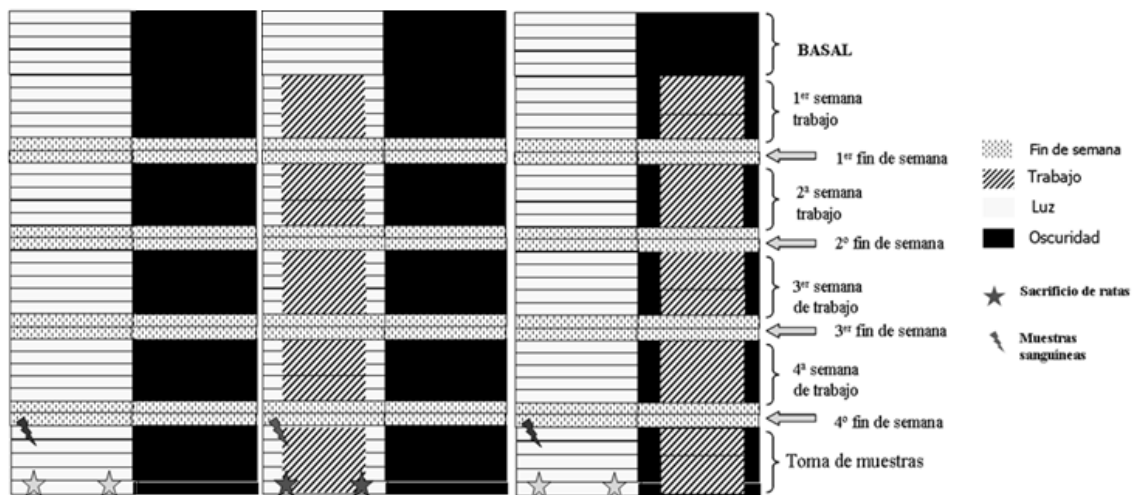 BASAL
1er semana
trabajo
1er fin de semana
2ª semana
trabajo
2º fin de semana
3er semana
de trabajo
3er fin de semana
4ª semana
de trabajo
4º fin de semana
Toma de muestras
Fin de semana
Trabajo
Luz
Oscuridad
Sacrificio de ratas
Muestras
sanguíneas